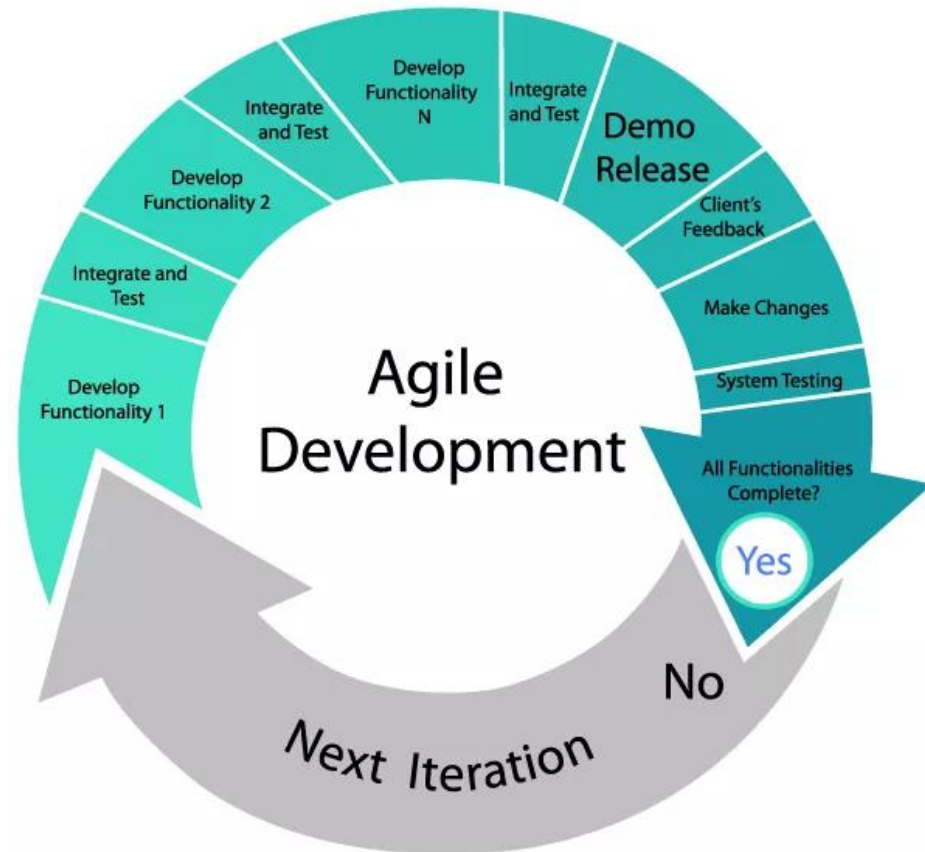 Develop
Functionality 1
Integrate and
Test
Develop
Functionality 2
Integrate
and Test
Develop
Functionality
N
Integrate
and Test
Demo
Release
Client's
Feedback
Make Changes
System Testing
All Functionalities
Complete?
Yes
No
Next Iteration
Agile
Development